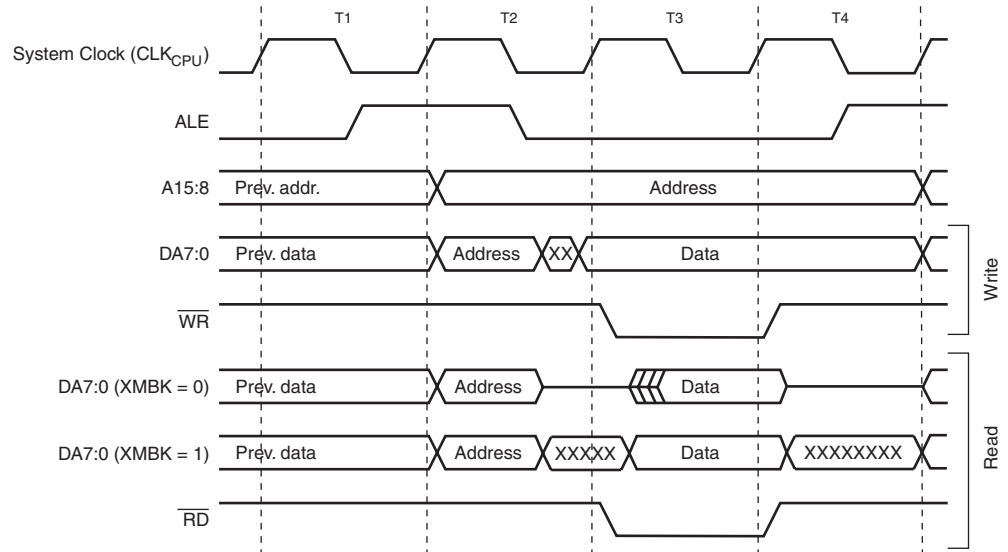 T1 T2 T3 T4
System Clock (CLKCPU)
ALE
A15:8 Prev. addr. Address
DA7:0 Prev. data Address XX Data
WR
Write
DA7:0 (XMBK = 0) Prev. data Address Data
DA7:0 (XMBK = 1) Prev. data Address XXXXX Data XXXXXXXX
RD
Read